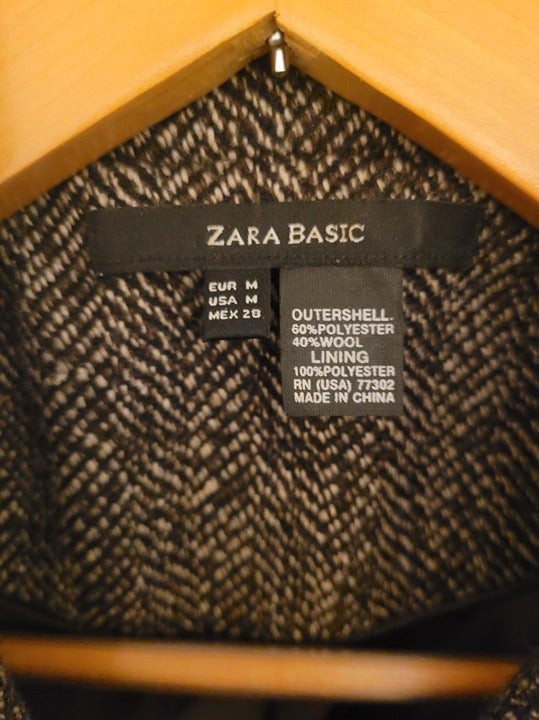 ZARA BASIC
EUR M
USA M
MEX 28
OUTERSHELL.
60%POLYESTER
40%WOOL
LINING
100%POLYESTER
RN (USA) 77302
MADE IN CHINA